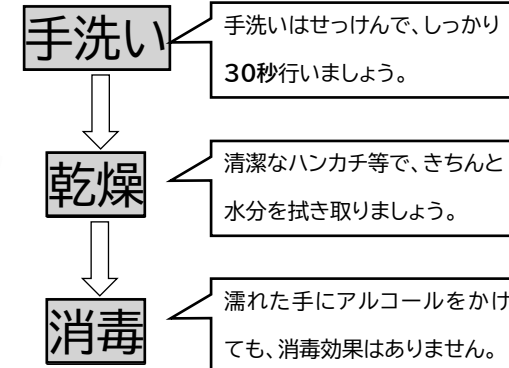 手洗い
手洗いはせっけんで、しっかり
30秒行いましょう。
乾燥
清潔なハンカチ等で、きちんと
水分を拭き取りましょう。
消毒
濡れた手にアルコールをかけ
ても、消毒効果はありません。